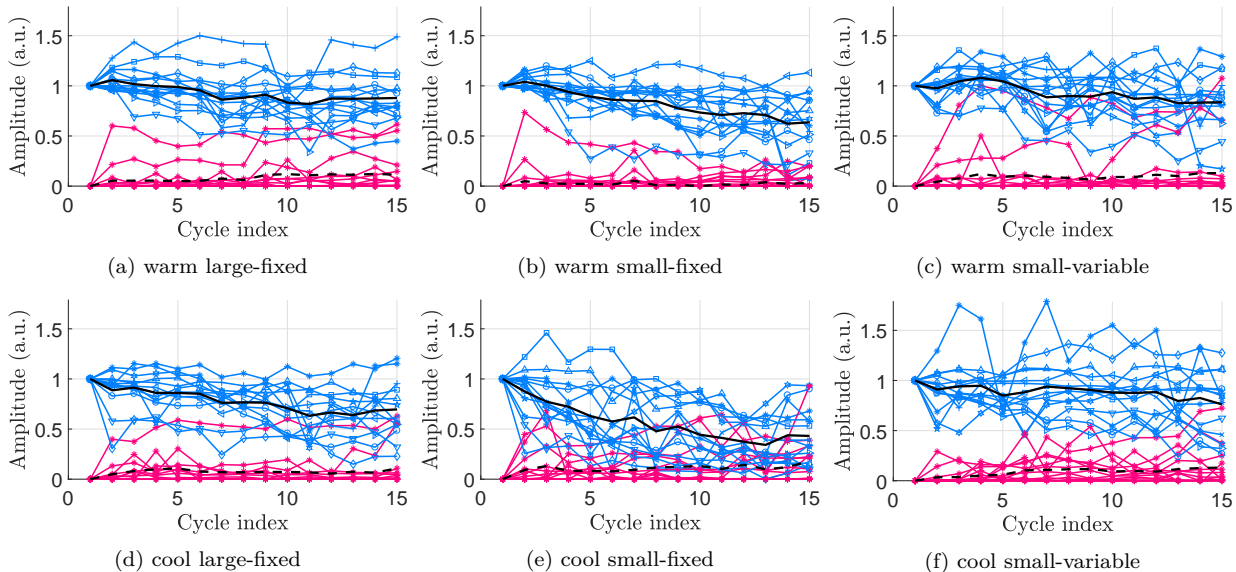 Amplitude (a.u.)
1.5
1
0.5
0
0
5
10
15
Cycle index
(a) warm large-fixed
Amplitude (a.u.)
1.5
1
0.5
0
0
5
10
15
Cycle index
(b) warm small-fixed
Amplitude (a.u.)
1.5
1
0.5
0
0
5
10
15
Cycle index
(c) warm small-variable
Amplitude (a.u.)
1.5
1
0.5
0
0
5
10
15
Cycle index
(d) cool large-fixed
Amplitude (a.u.)
1.5
1
0.5
0
0
5
10
15
Cycle index
(e) cool small-fixed
Amplitude (a.u.)
1.5
1
0.5
0
0
5
10
15
Cycle index
(f) cool small-variable